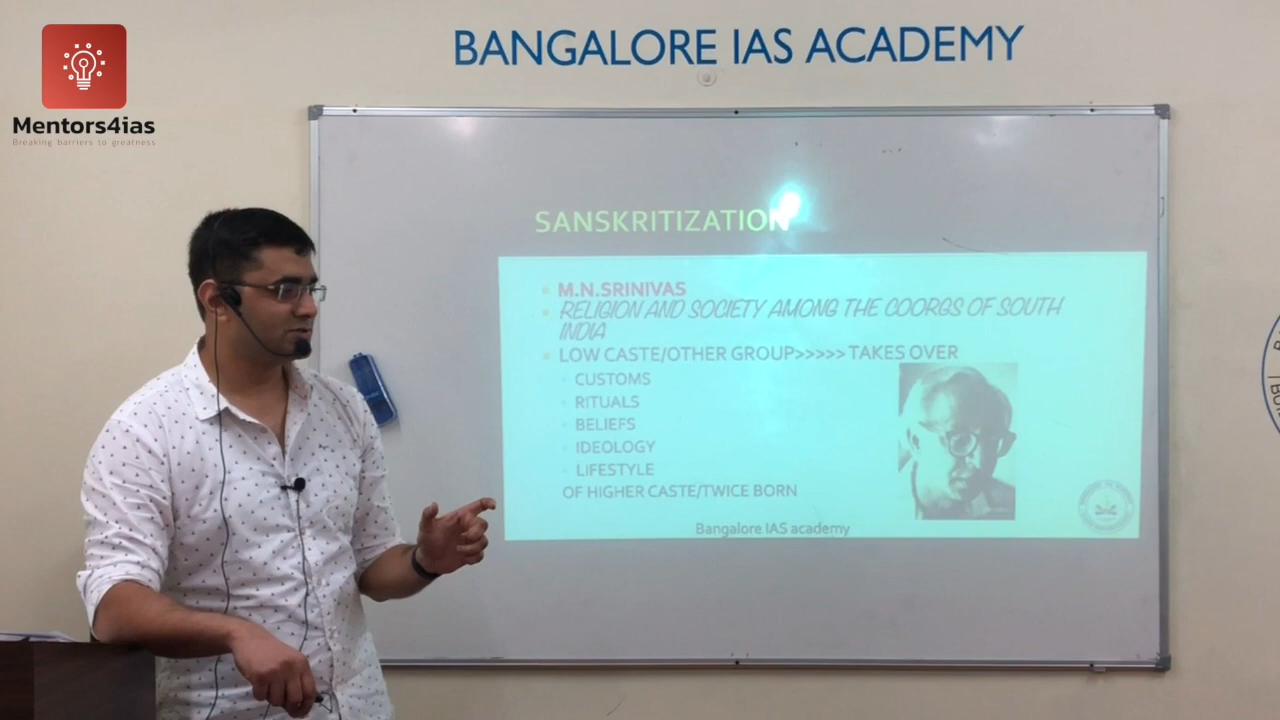 BANGALORE IAS ACADEMY
Mentors4ias
Breaking barriers to greatness
SANSKRITIZATION
M.N.SRINIVAS
RELIGION AND SOCIETY AMONG THE COORGS OF SOUTH
INDIA
LOW CASTE/OTHER GROUP>>>>> TAKES OVER
CUSTOMS
RITUALS
BELIEFS
IDEOLOGY
LIFESTYLE
OF HIGHER CASTE/TWICE BORN
Bangalore IAS academy